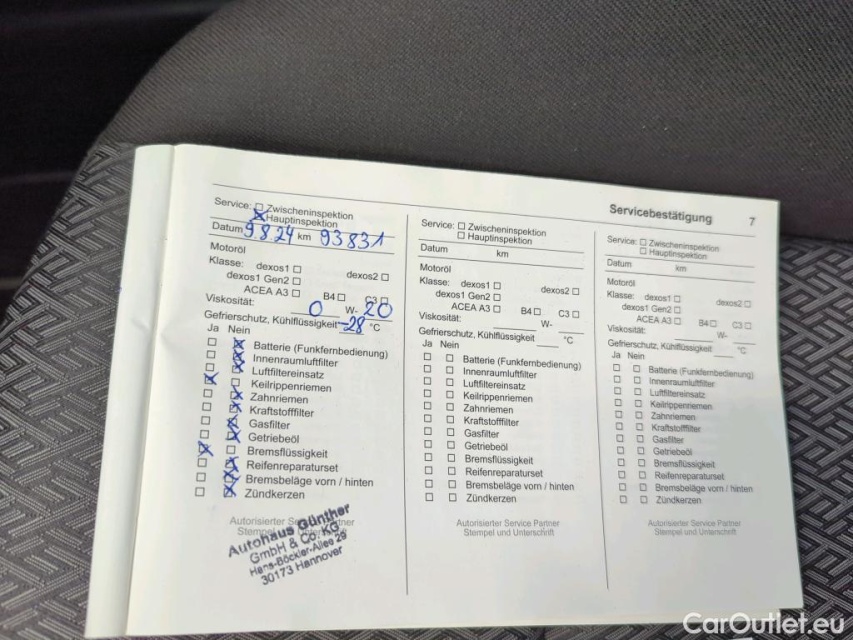 Servicebestätigung 7
Service: Zwischeninspektion
Hauptinspektion
Datum 9.8.24 km 93831
Motoröl
Klasse: dexos1 dexos2
dexos1 Gen2
ACEA A3 B4 C3
Viskosität: 0 W- 20
Gefrierschutz, Kühlflüssigkeit -28 °C
Ja Nein
Batterie (Funkfernbedienung)
Innenraumluftfilter
Luftfiltereinsatz
Keilrippenriemen
Zahnriemen
Kraftstofffilter
Gasfilter
Getriebeöl
Bremsflüssigkeit
Reifenreparaturset
Bremsbeläge vorn / hinten
Zündkerzen
Autorisierter Service Partner
Stempel und Unterschrift
Autohaus Günther
GmbH & Co. KG
Hans-Böckler-Allee 29
30173 Hannover
Service: Zwischeninspektion
Hauptinspektion
Datum km
Motoröl
Klasse: dexos1 dexos2
dexos1 Gen2
ACEA A3 B4 C3
Viskosität: W-
Gefrierschutz, Kühlflüssigkeit °C
Ja Nein
Batterie (Funkfernbedienung)
Innenraumluftfilter
Luftfiltereinsatz
Keilrippenriemen
Zahnriemen
Kraftstofffilter
Gasfilter
Getriebeöl
Bremsflüssigkeit
Reifenreparaturset
Bremsbeläge vorn / hinten
Zündkerzen
Autorisierter Service Partner
Stempel und Unterschrift
Service: Zwischeninspektion
Hauptinspektion
Datum km
Motoröl
Klasse: dexos1 dexos2
dexos1 Gen2
ACEA A3 B4 C3
Viskosität: W-
Gefrierschutz, Kühlflüssigkeit °C
Ja Nein
Batterie (Funkfernbedienung)
Innenraumluftfilter
Luftfiltereinsatz
Keilrippenriemen
Zahnriemen
Kraftstofffilter
Gasfilter
Getriebeöl
Bremsflüssigkeit
Reifenreparaturset
Bremsbeläge vorn / hinten
Zündkerzen
Autorisierter Service Partner
Stempel und Unterschrift
CarOutlet.eu